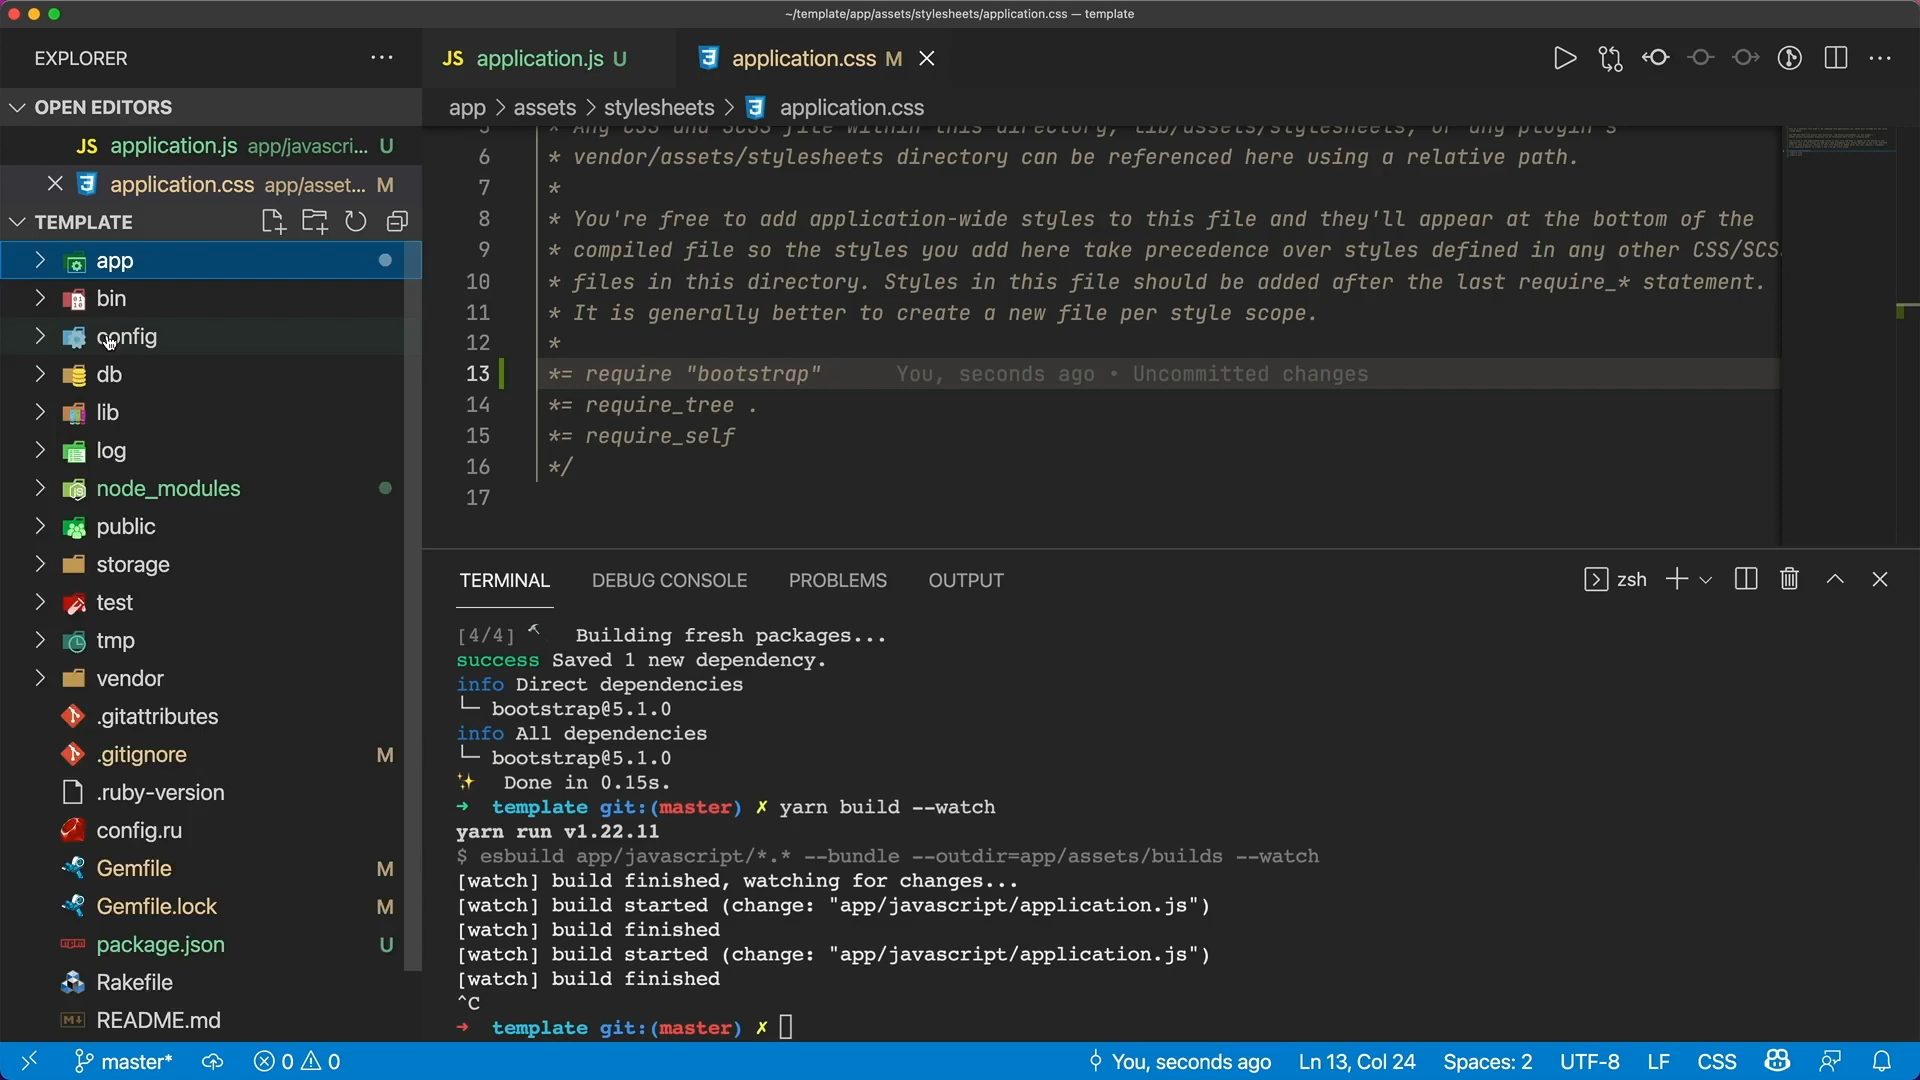 ~/template/app/assets/stylesheets/application.css — template
EXPLORER
JS application.js U
application.css M
OPEN EDITORS
app > assets > stylesheets > application.css
JS application.js app/javascri... U
application.css app/asset... M
TEMPLATE
app
bin
config
db
lib
log
node_modules
public
storage
test
tmp
vendor
.gitattributes
.gitignore M
.ruby-version
config.ru
Gemfile M
Gemfile.lock M
package.json U
Rakefile
README.md
5 * Any CSS and SCSS file within this directory, lib/assets/stylesheets, or any plugin's
6 * vendor/assets/stylesheets directory can be referenced here using a relative path.
7 *
8 * You're free to add application-wide styles to this file and they'll appear at the bottom of the
9 * compiled file so the styles you add here take precedence over styles defined in any other CSS/SCS
10 * files in this directory. Styles in this file should be added after the last require_* statement.
11 * It is generally better to create a new file per style scope.
12 *
13 *= require "bootstrap" You, seconds ago • Uncommitted changes
14 *= require_tree .
15 *= require_self
16 */
17
TERMINAL DEBUG CONSOLE PROBLEMS OUTPUT zsh
[4/4] Building fresh packages...
success Saved 1 new dependency.
info Direct dependencies
└─ bootstrap@5.1.0
info All dependencies
└─ bootstrap@5.1.0
✨ Done in 0.15s.
➜ template git:(master) ✗ yarn build --watch
yarn run v1.22.11
$ esbuild app/javascript/*.* --bundle --outdir=app/assets/builds --watch
[watch] build finished, watching for changes...
[watch] build started (change: "app/javascript/application.js")
[watch] build finished
[watch] build started (change: "app/javascript/application.js")
[watch] build finished
^C
➜ template git:(master) ✗
master* 0 0 You, seconds ago Ln 13, Col 24 Spaces: 2 UTF-8 LF CSS